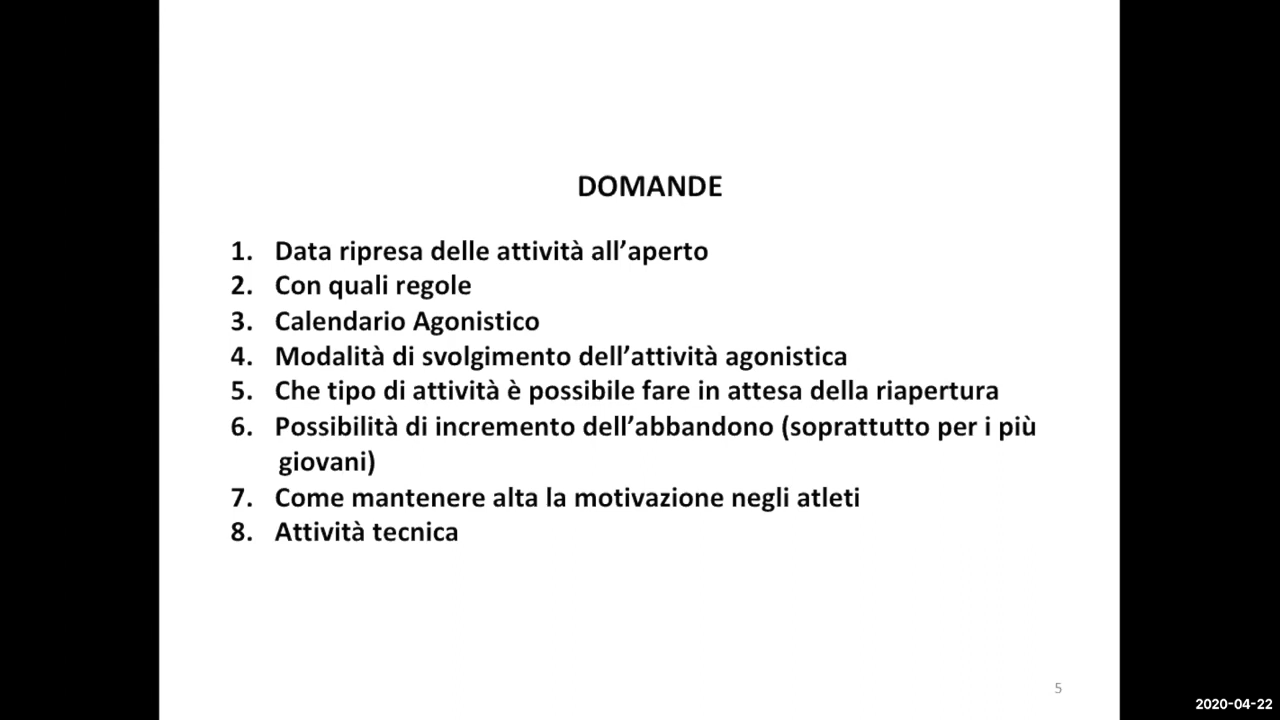 DOMANDE
1. Data ripresa delle attività all’aperto
2. Con quali regole
3. Calendario Agonistico
4. Modalità di svolgimento dell’attività agonistica
5. Che tipo di attività è possibile fare in attesa della riapertura
6. Possibilità di incremento dell’abbandono (soprattutto per i più
giovani)
7. Come mantenere alta la motivazione negli atleti
8. Attività tecnica
5
2020-04-22